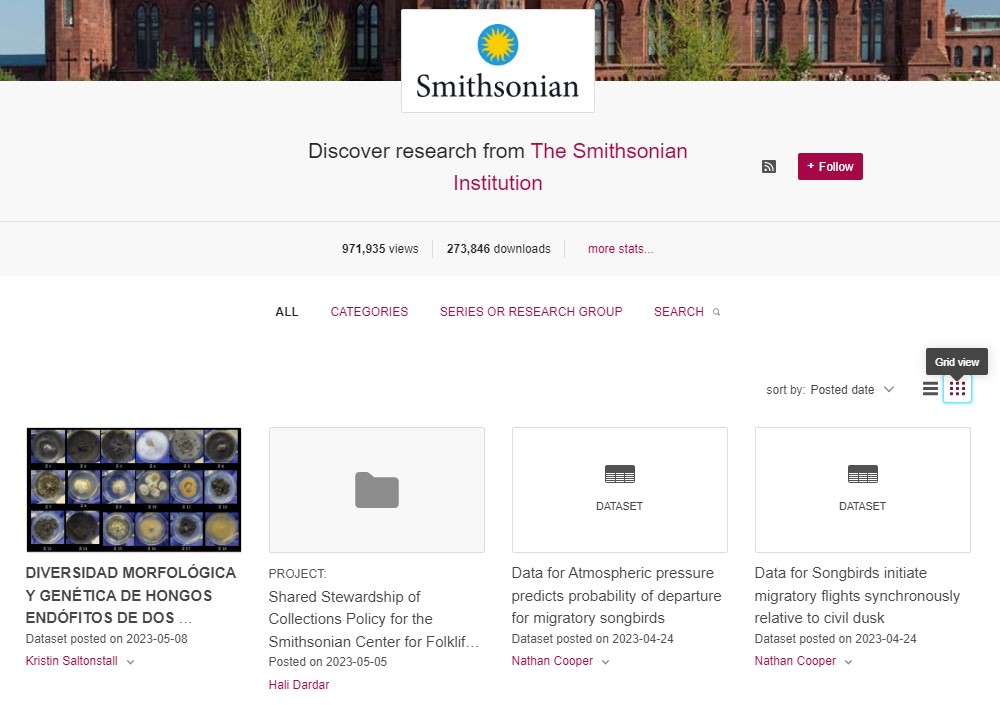 Smithsonian
Discover research from The Smithsonian
Institution
+ Follow
971,935 views 273,846 downloads more stats...
ALL CATEGORIES SERIES OR RESEARCH GROUP SEARCH
Grid view
sort by: Posted date
DIVERSIDAD MORFOLÓGICA
Y GENÉTICA DE HONGOS
ENDÓFITOS DE DOS ...
Dataset posted on 2023-05-08
Kristin Saltonstall
PROJECT:
Shared Stewardship of
Collections Policy for the
Smithsonian Center for Folklif...
Posted on 2023-05-05
Hali Dardar
DATASET
Data for Atmospheric pressure
predicts probability of departure
for migratory songbirds
Dataset posted on 2023-04-24
Nathan Cooper
DATASET
Data for Songbirds initiate
migratory flights synchronously
relative to civil dusk
Dataset posted on 2023-04-24
Nathan Cooper